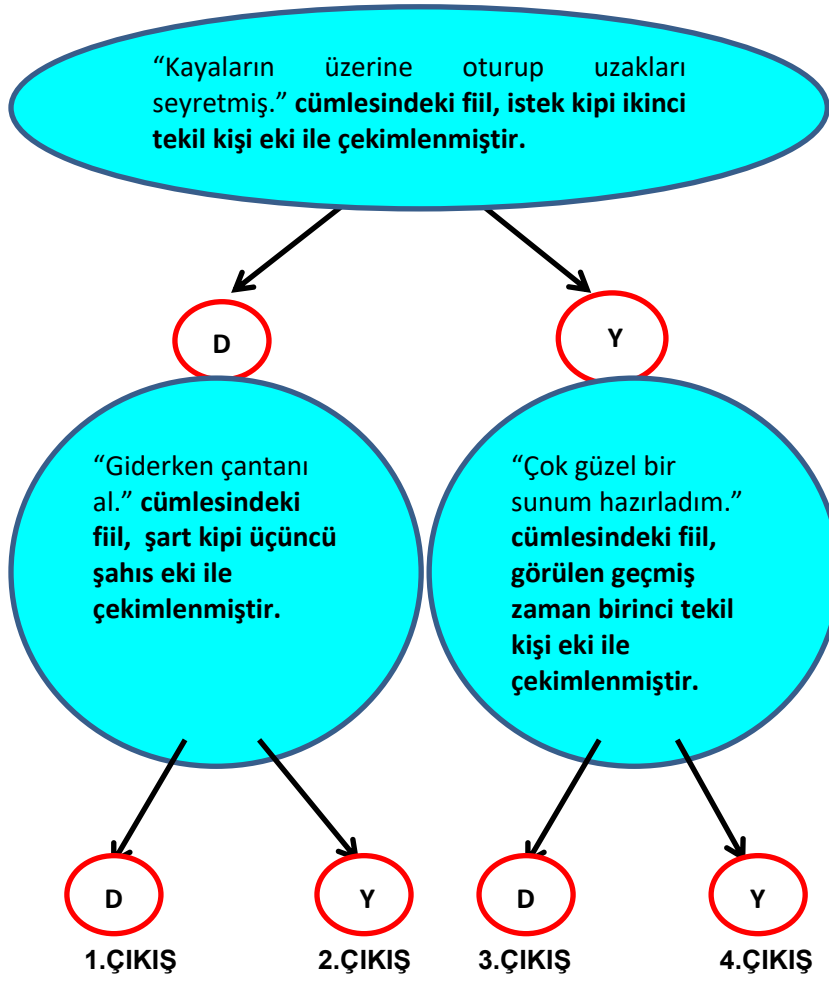 “Kayaların üzerine oturup uzakları
seyretmiş.” cümlesindeki fiil, istek kipi ikinci
tekil kişi eki ile çekimlenmiştir.
D
Y
“Giderken çantanı
al.” cümlesindeki
fiil, şart kipi üçüncü
şahıs eki ile
çekimlenmiştir.
“Çok güzel bir
sunum hazırladım.”
cümlesindeki fiil,
görülen geçmiş
zaman birinci tekil
kişi eki ile
çekimlenmiştir.
D
Y
D
Y
1.ÇIKIŞ
2.ÇIKIŞ
3.ÇIKIŞ
4.ÇIKIŞ